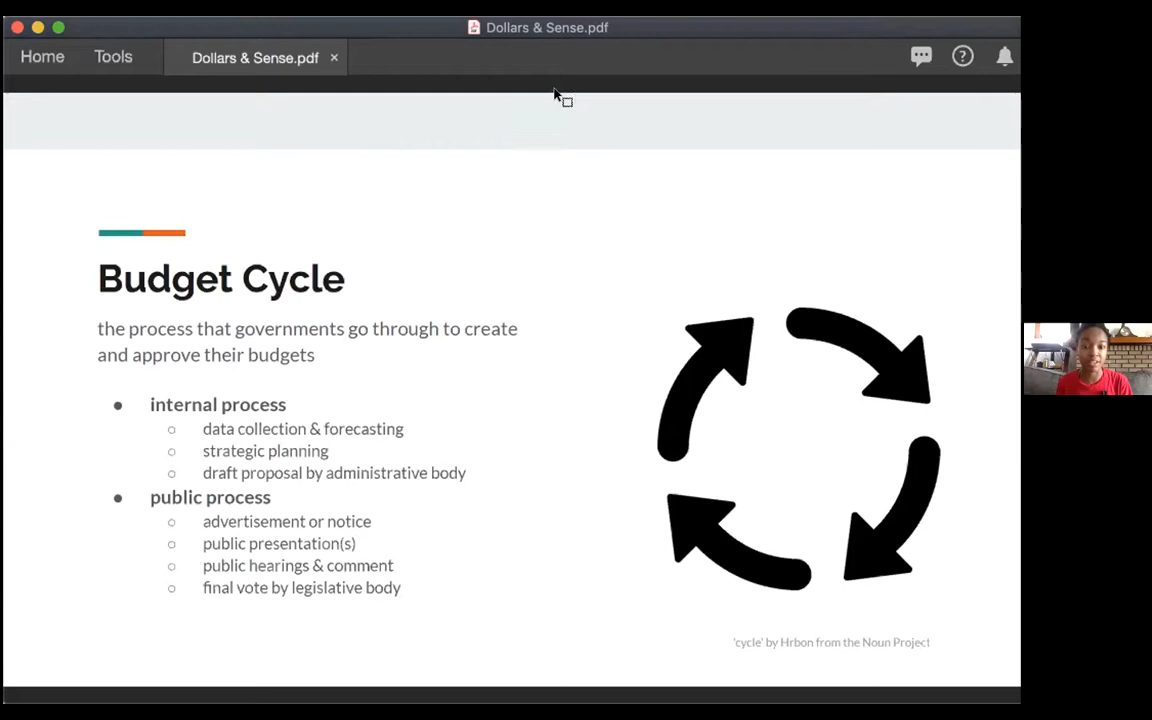 Dollars & Sense.pdf
Home Tools Dollars & Sense.pdf ×
Budget Cycle
the process that governments go through to create
and approve their budgets
● internal process
○ data collection & forecasting
○ strategic planning
○ draft proposal by administrative body
● public process
○ advertisement or notice
○ public presentation(s)
○ public hearings & comment
○ final vote by legislative body
'cycle' by Hrbon from the Noun Project